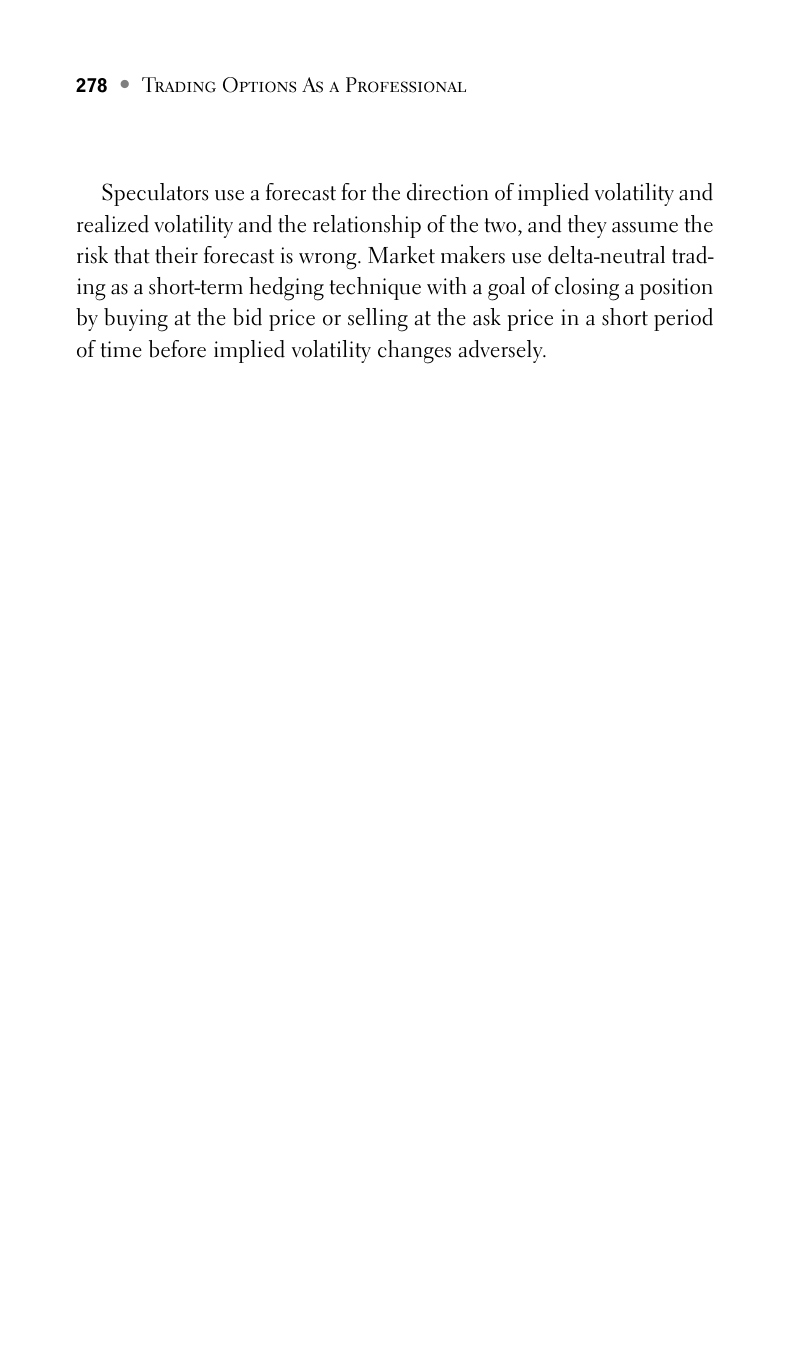 278 • Trading Options As a Professional
Speculators use a forecast for the direction of implied volatility and
realized volatility and the relationship of the two, and they assume the
risk that their forecast is wrong. Market makers use delta-neutral trad-
ing as a short-term hedging technique with a goal of closing a position
by buying at the bid price or selling at the ask price in a short period
of time before implied volatility changes adversely.